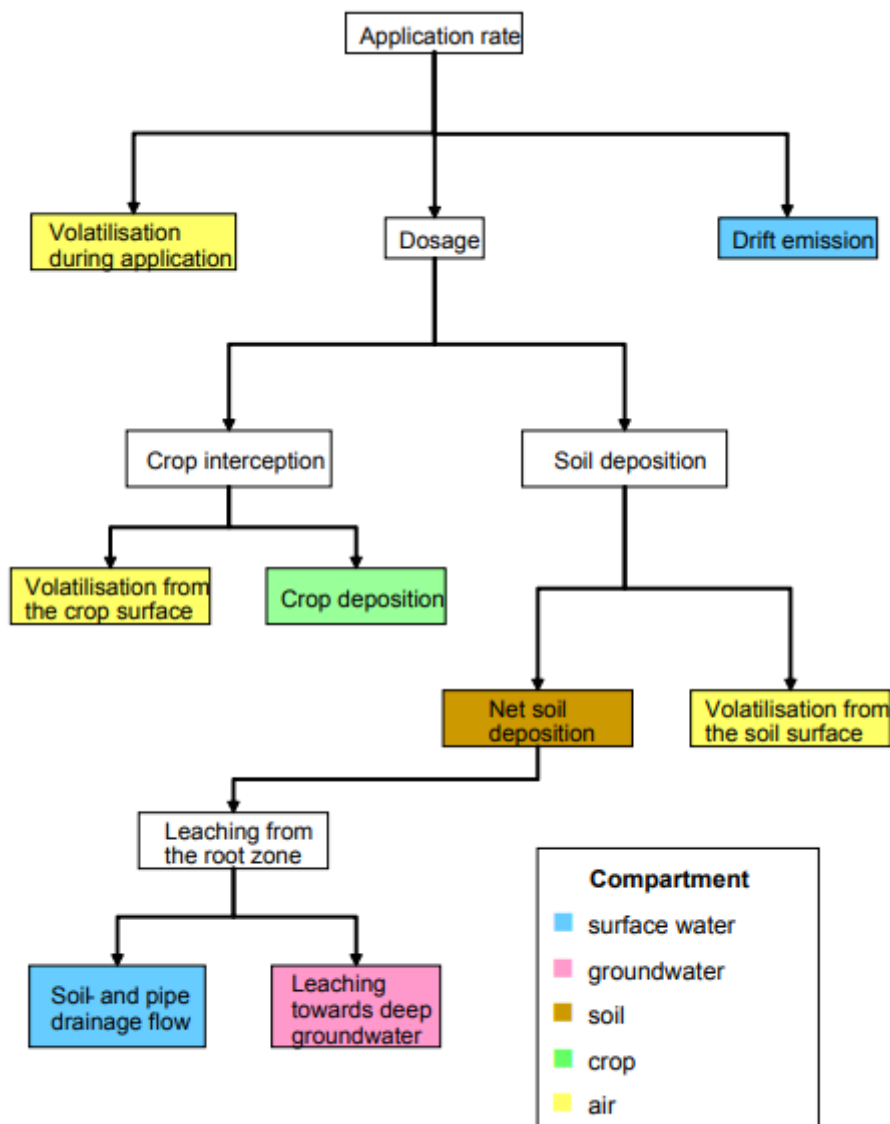 Application rate
Volatilisation
during application
Dosage
Drift emission
Crop interception
Soil deposition
Volatilisation from
the crop surface
Crop deposition
Net soil
deposition
Volatilisation from
the soil surface
Leaching from
the root zone
Soil- and pipe
drainage flow
Leaching
towards deep
groundwater
Compartment
surface water
groundwater
soil
crop
air